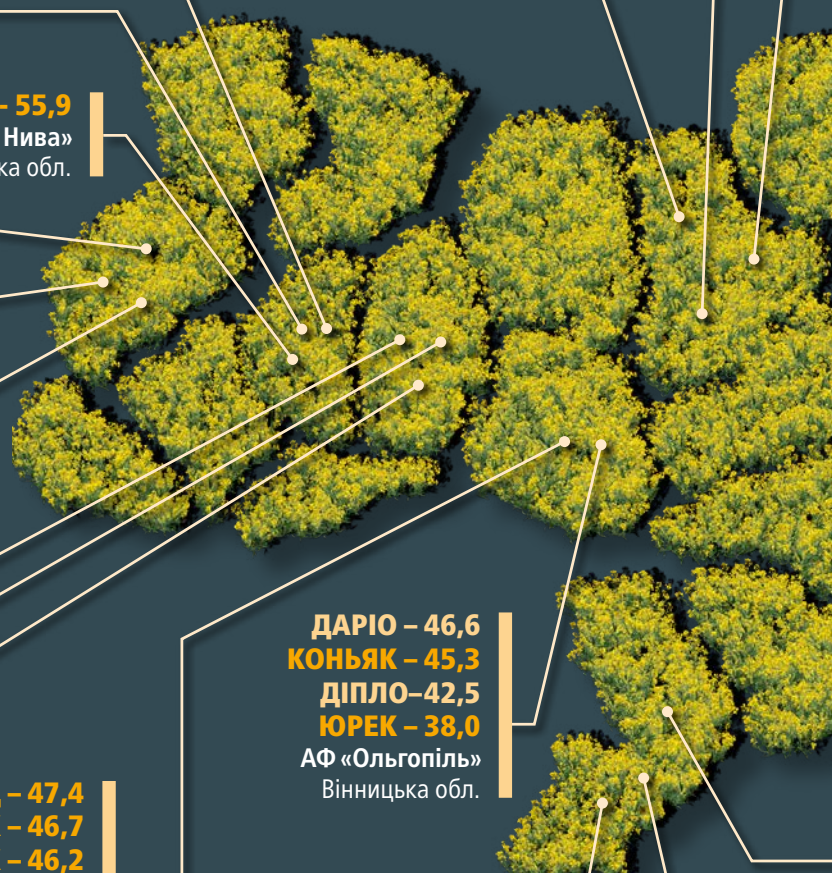 – 55,9
Нива»
обл.
ДАРІО – 46,6
КОНЬЯК – 45,3
ДІПЛО–42,5
ЮРЕК – 38,0
АФ «Ольгопіль»
Вінницька обл.
– 47,4
– 46,7
– 46,2